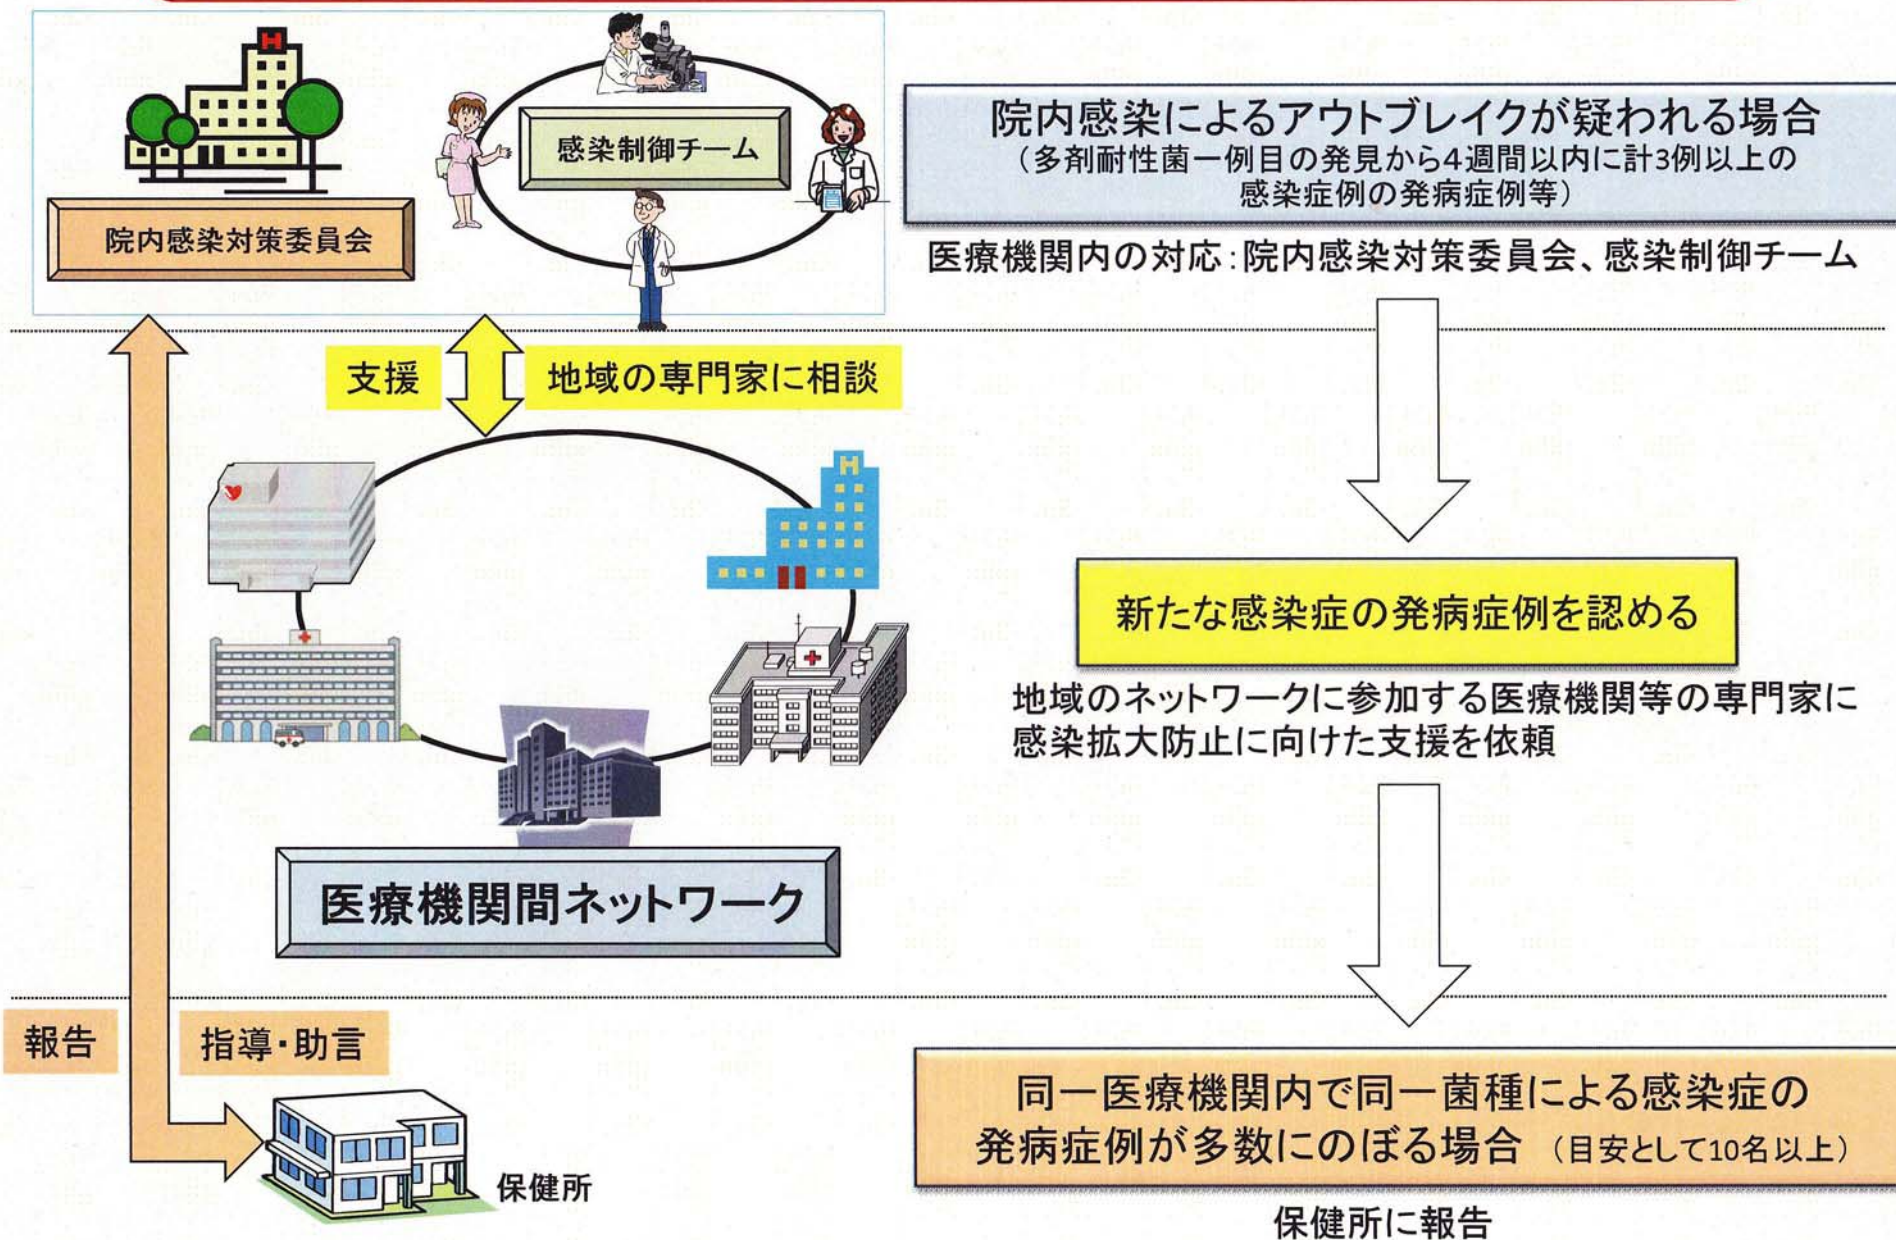 H
感染制御チーム
院内感染対策委員会
院内感染によるアウトブレイクが疑われる場合
（多剤耐性菌一例目の発見から4週間以内に計3例以上の
感染症例の発病症例等）
医療機関内の対応：院内感染対策委員会、感染制御チーム
支援
地域の専門家に相談
H
新たな感染症の発病症例を認める
地域のネットワークに参加する医療機関等の専門家に
感染拡大防止に向けた支援を依頼
医療機関間ネットワーク
報告
指導・助言
保健所
同一医療機関内で同一菌種による感染症の
発病症例が多数にのぼる場合 （目安として10名以上）
保健所に報告